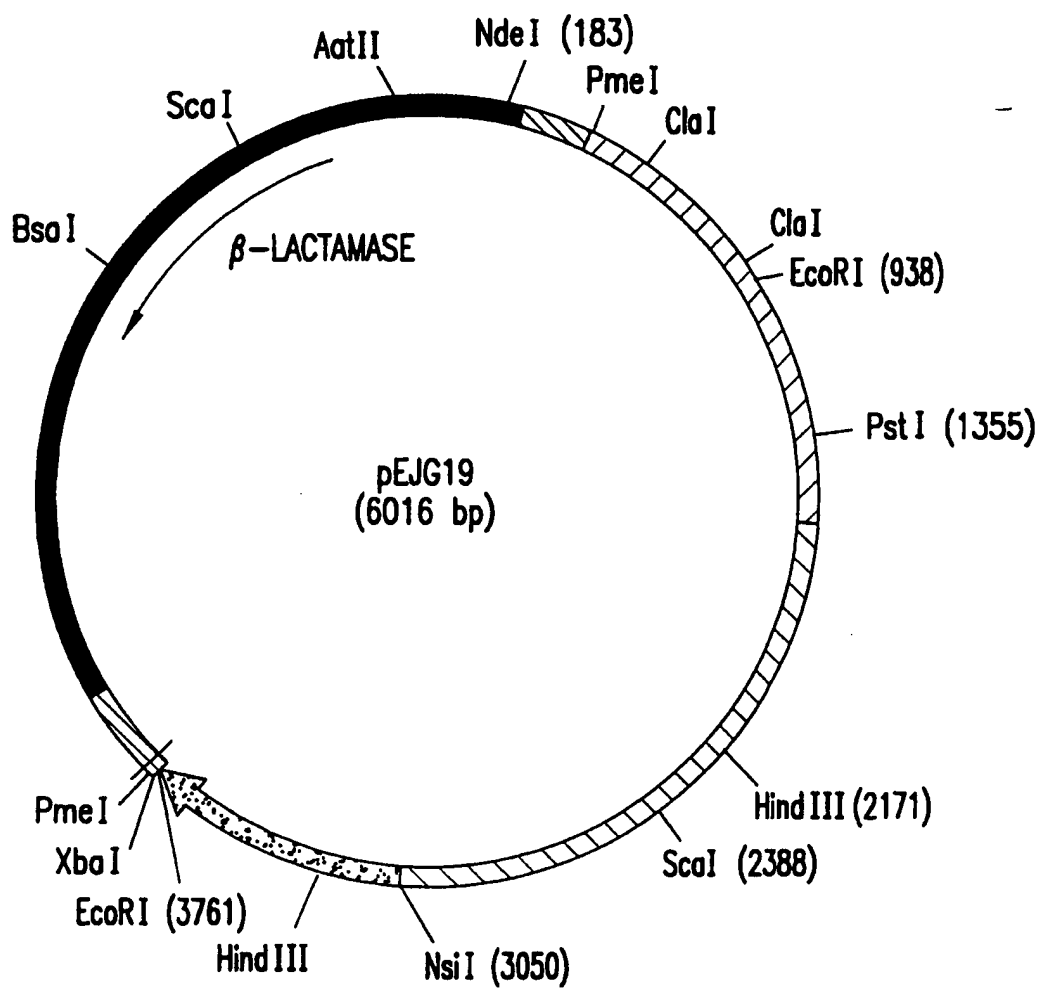 NdeI (183)
AatII
PmeI
ScaI
ClaI
BsaI
ClaI
β-LACTAMASE
EcoRI (938)
PstI (1355)
pEJG19
(6016 bp)
HindIII (2171)
PmeI
ScaI (2388)
XbaI
EcoRI (3761)
HindIII
NsiI (3050)